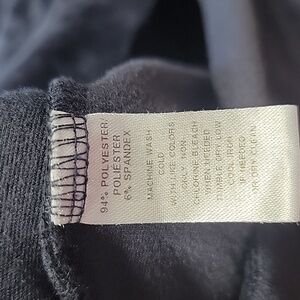 94% POLYESTER
POLIÉSTER
6% SPANDEX
MACHINE WASH
COLD
WITH LIKE COLORS
ONLY NON-
CHLORINE BLEACH
WHEN NEEDED
TUMBLE DRY LOW
COOL IRON
IF NEEDED
OR DRY CLEAN